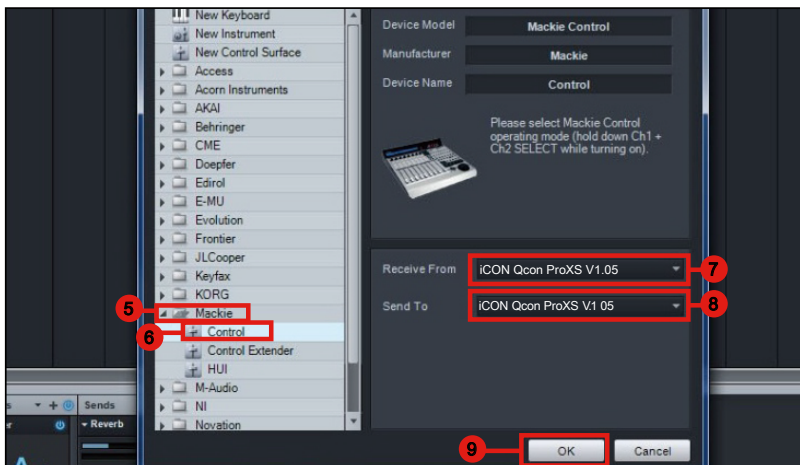 New Keyboard
New Instrument
New Control Surface
Access
Acorn Instruments
AKAI
Behringer
CME
Doepfer
Edirol
E-MU
Evolution
Frontier
JLCooper
Keyfax
KORG
5
Mackie
6
Control
Control Extender
HUI
M-Audio
NI
Novation
Device Model
Mackie Control
Manufacturer
Mackie
Device Name
Control
Please select Mackie Control
operating mode (hold down Ch1 +
Ch2 SELECT while turning on).
Receive From
iCON Qcon ProXS V1.05
7
Send To
iCON Qcon ProXS V.1 05
8
9
OK
Cancel
Sends
Reverb